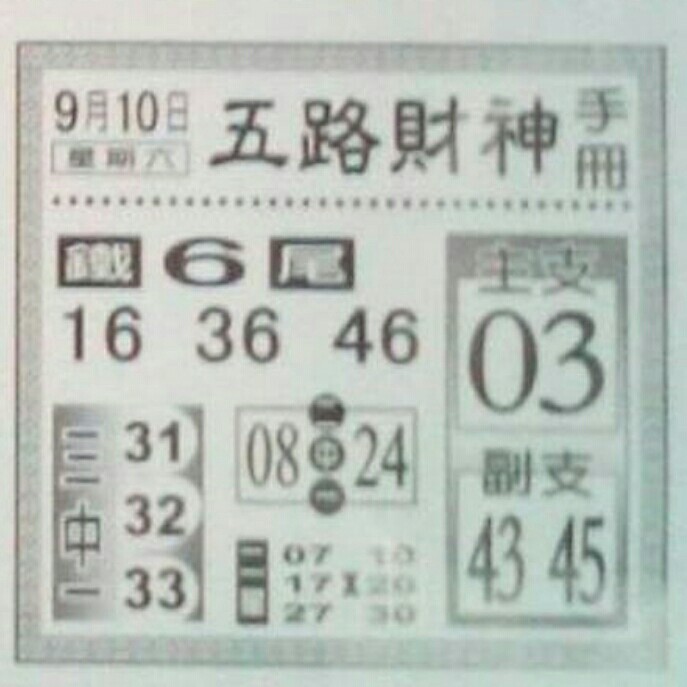 9月10日
星期六
五路財神
手冊
鐵6尾
16 36 46
主支
03
三中一
31
32
33
08 24
副支
43 45
07 10
17 20
27 30